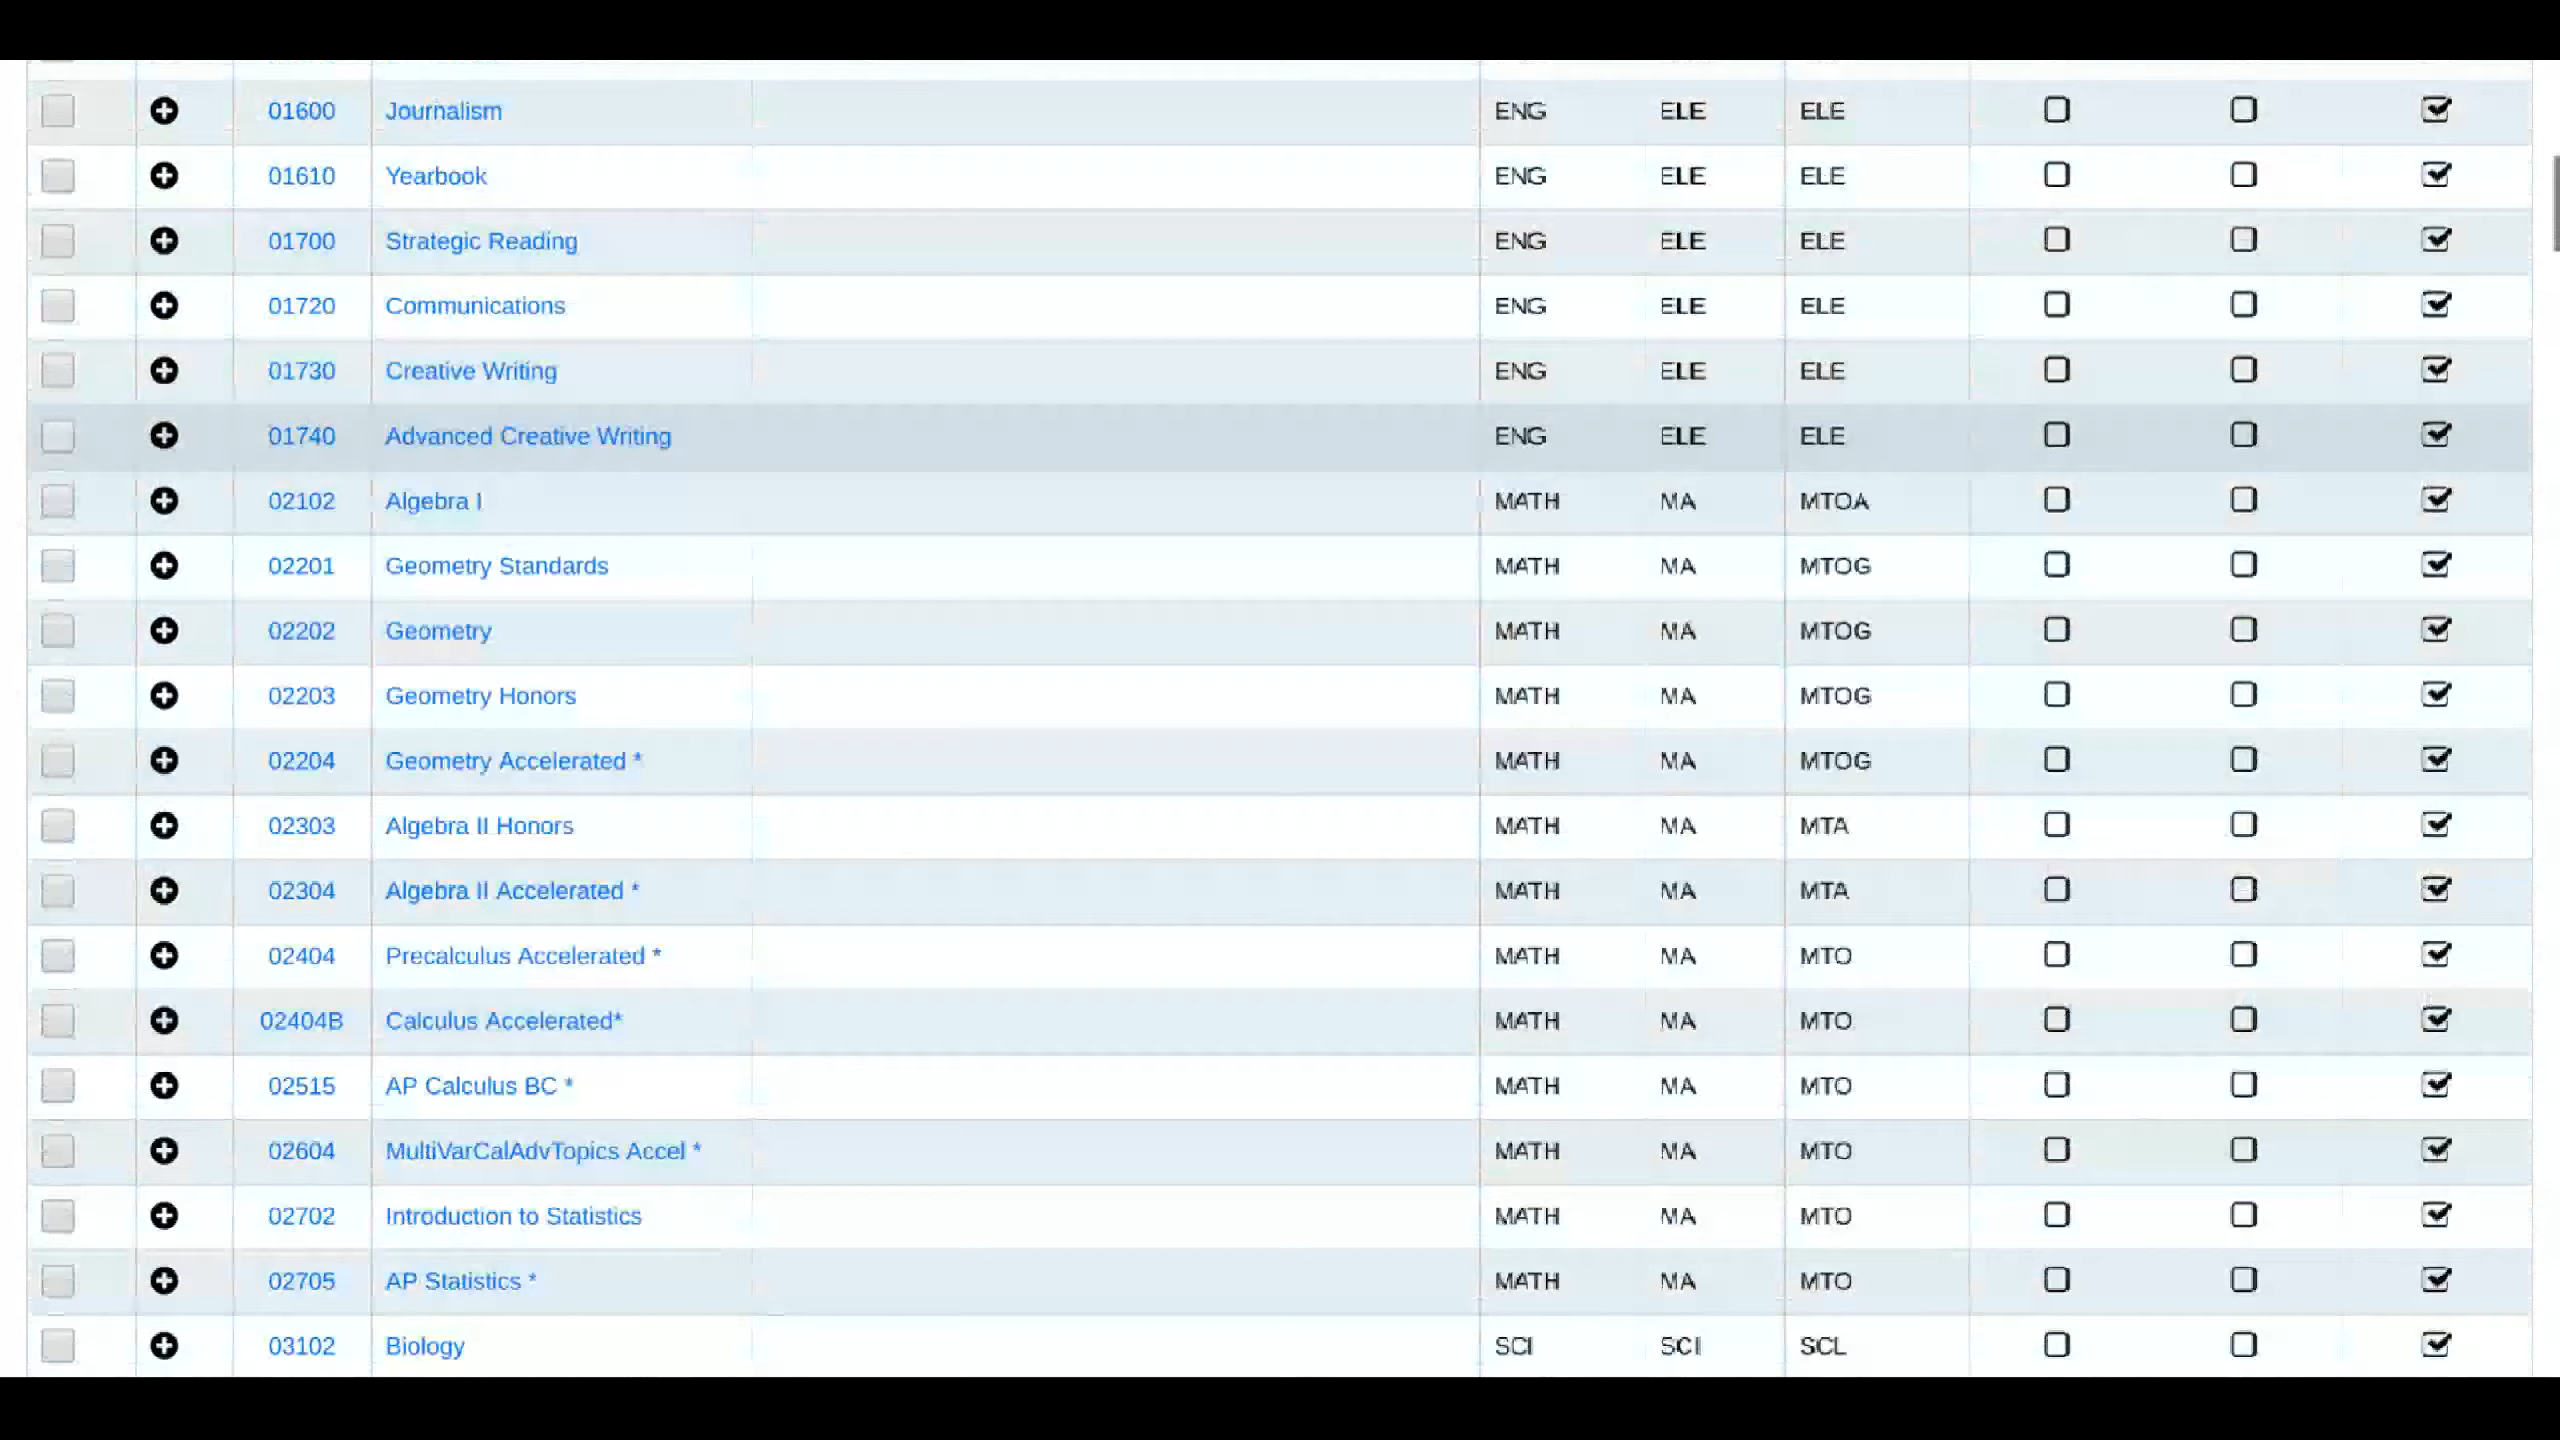 01600 Journalism ENG ELE ELE
01610 Yearbook ENG ELE ELE
01700 Strategic Reading ENG ELE ELE
01720 Communications ENG ELE ELE
01730 Creative Writing ENG ELE ELE
01740 Advanced Creative Writing ENG ELE ELE
02102 Algebra I MATH MA MTOA
02201 Geometry Standards MATH MA MTOG
02202 Geometry MATH MA MTOG
02203 Geometry Honors MATH MA MTOG
02204 Geometry Accelerated * MATH MA MTOG
02303 Algebra II Honors MATH MA MTA
02304 Algebra II Accelerated * MATH MA MTA
02404 Precalculus Accelerated * MATH MA MTO
02404B Calculus Accelerated* MATH MA MTO
02515 AP Calculus BC * MATH MA MTO
02604 MultiVarCalAdvTopics Accel * MATH MA MTO
02702 Introduction to Statistics MATH MA MTO
02705 AP Statistics * MATH MA MTO
03102 Biology SCI SCI SCL